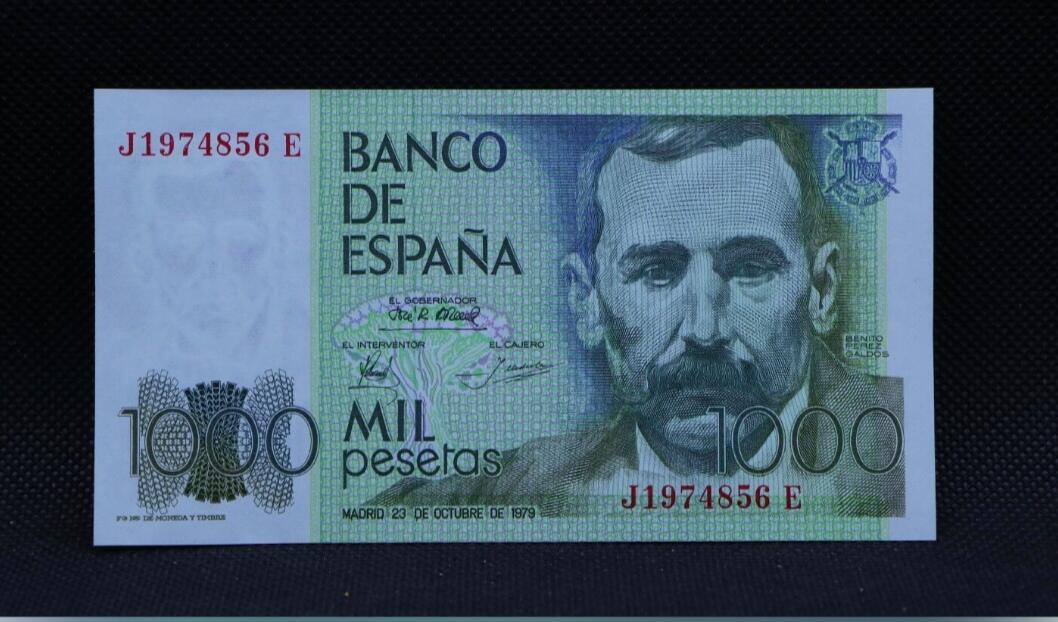 J1974856 E
BANCO
DE
ESPAÑA
EL GOBERNADOR
EL INTERVENTOR EL CAJERO
BENITO
PEREZ
GALDOS
1000
MIL
pesetas
1000
J1974856 E
MADRID 23 DE OCTUBRE DE 1979
DE MONEDA Y TIMBRE